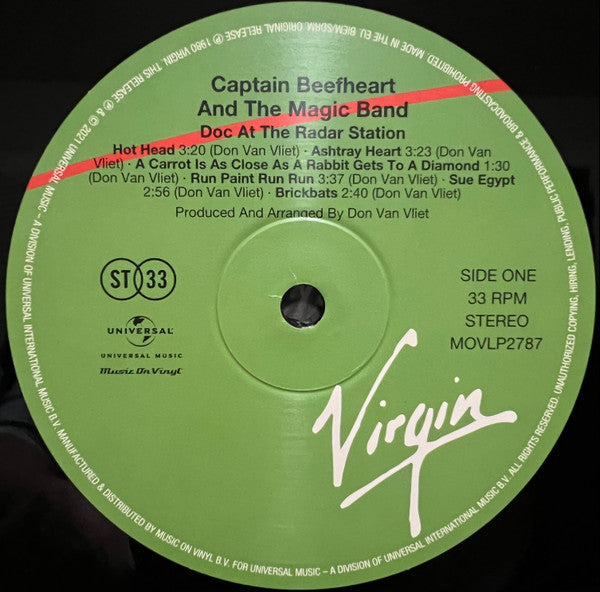 Captain Beefheart
And The Magic Band
Doc At The Radar Station
Hot Head 3:20 (Don Van Vliet) · Ashtray Heart 3:23 (Don Van
Vliet) · A Carrot Is As Close As A Rabbit Gets To A Diamond 1:30
(Don Van Vliet) · Run Paint Run Run 3:37 (Don Van Vliet) · Sue Egypt
2:56 (Don Van Vliet) · Brickbats 2:40 (Don Van Vliet)
Produced And Arranged By Don Van Vliet
ST 33
UNIVERSAL
UNIVERSAL MUSIC
Music On Vinyl
SIDE ONE
33 RPM
STEREO
MOVLP2787
Virgin
MANUFACTURED & DISTRIBUTED BY MUSIC ON VINYL B.V. FOR UNIVERSAL MUSIC – A DIVISION OF UNIVERSAL INTERNATIONAL MUSIC B.V. ALL RIGHTS RESERVED. UNAUTHORIZED COPYING, HIRING, LENDING, PUBLIC PERFORMANCE & BROADCASTING PROHIBITED. MADE IN THE EU. BIEM/SDRM. ORIGINAL RELEASE ℗ 1980 VIRGIN. THIS RELEASE ℗ & © 2021 UNIVERSAL MUSIC – A DIVISION OF UNIVERSAL INTERNATIONAL MUSIC B.V.